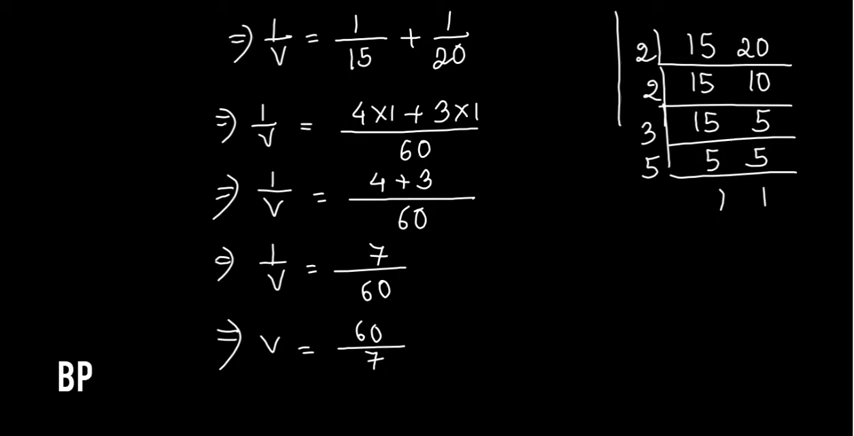 ⇒ 1/V = 1/15 + 1/20
⇒ 1/V = (4×1 + 3×1)/60
⇒ 1/V = (4 + 3)/60
⇒ 1/V = 7/60
⇒ V = 60/7
2 | 15 20
2 | 15 10
3 | 15 5
5 | 5 5
1 1
BP